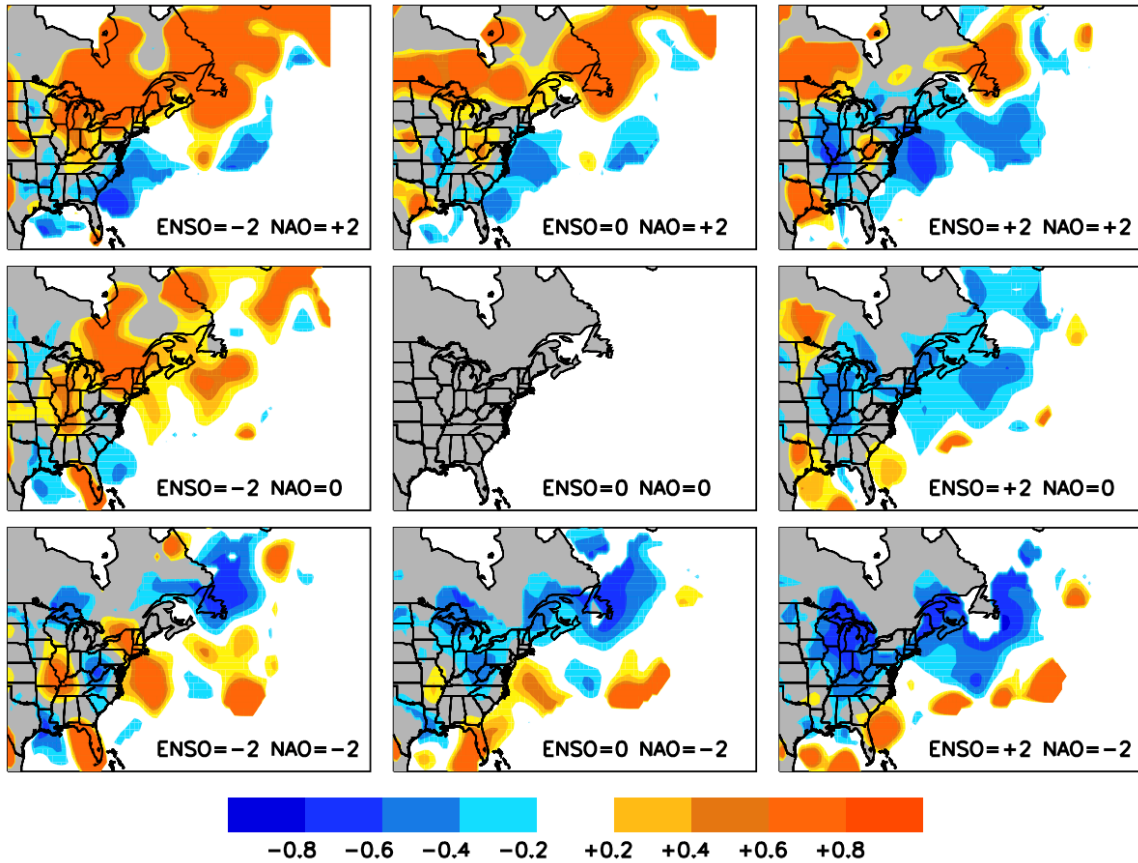 ENSO=−2 NAO=+2
ENSO=0 NAO=+2
ENSO=+2 NAO=+2
ENSO=−2 NAO=0
ENSO=0 NAO=0
ENSO=+2 NAO=0
ENSO=−2 NAO=−2
ENSO=0 NAO=−2
ENSO=+2 NAO=−2
−0.8 −0.6 −0.4 −0.2 +0.2 +0.4 +0.6 +0.8